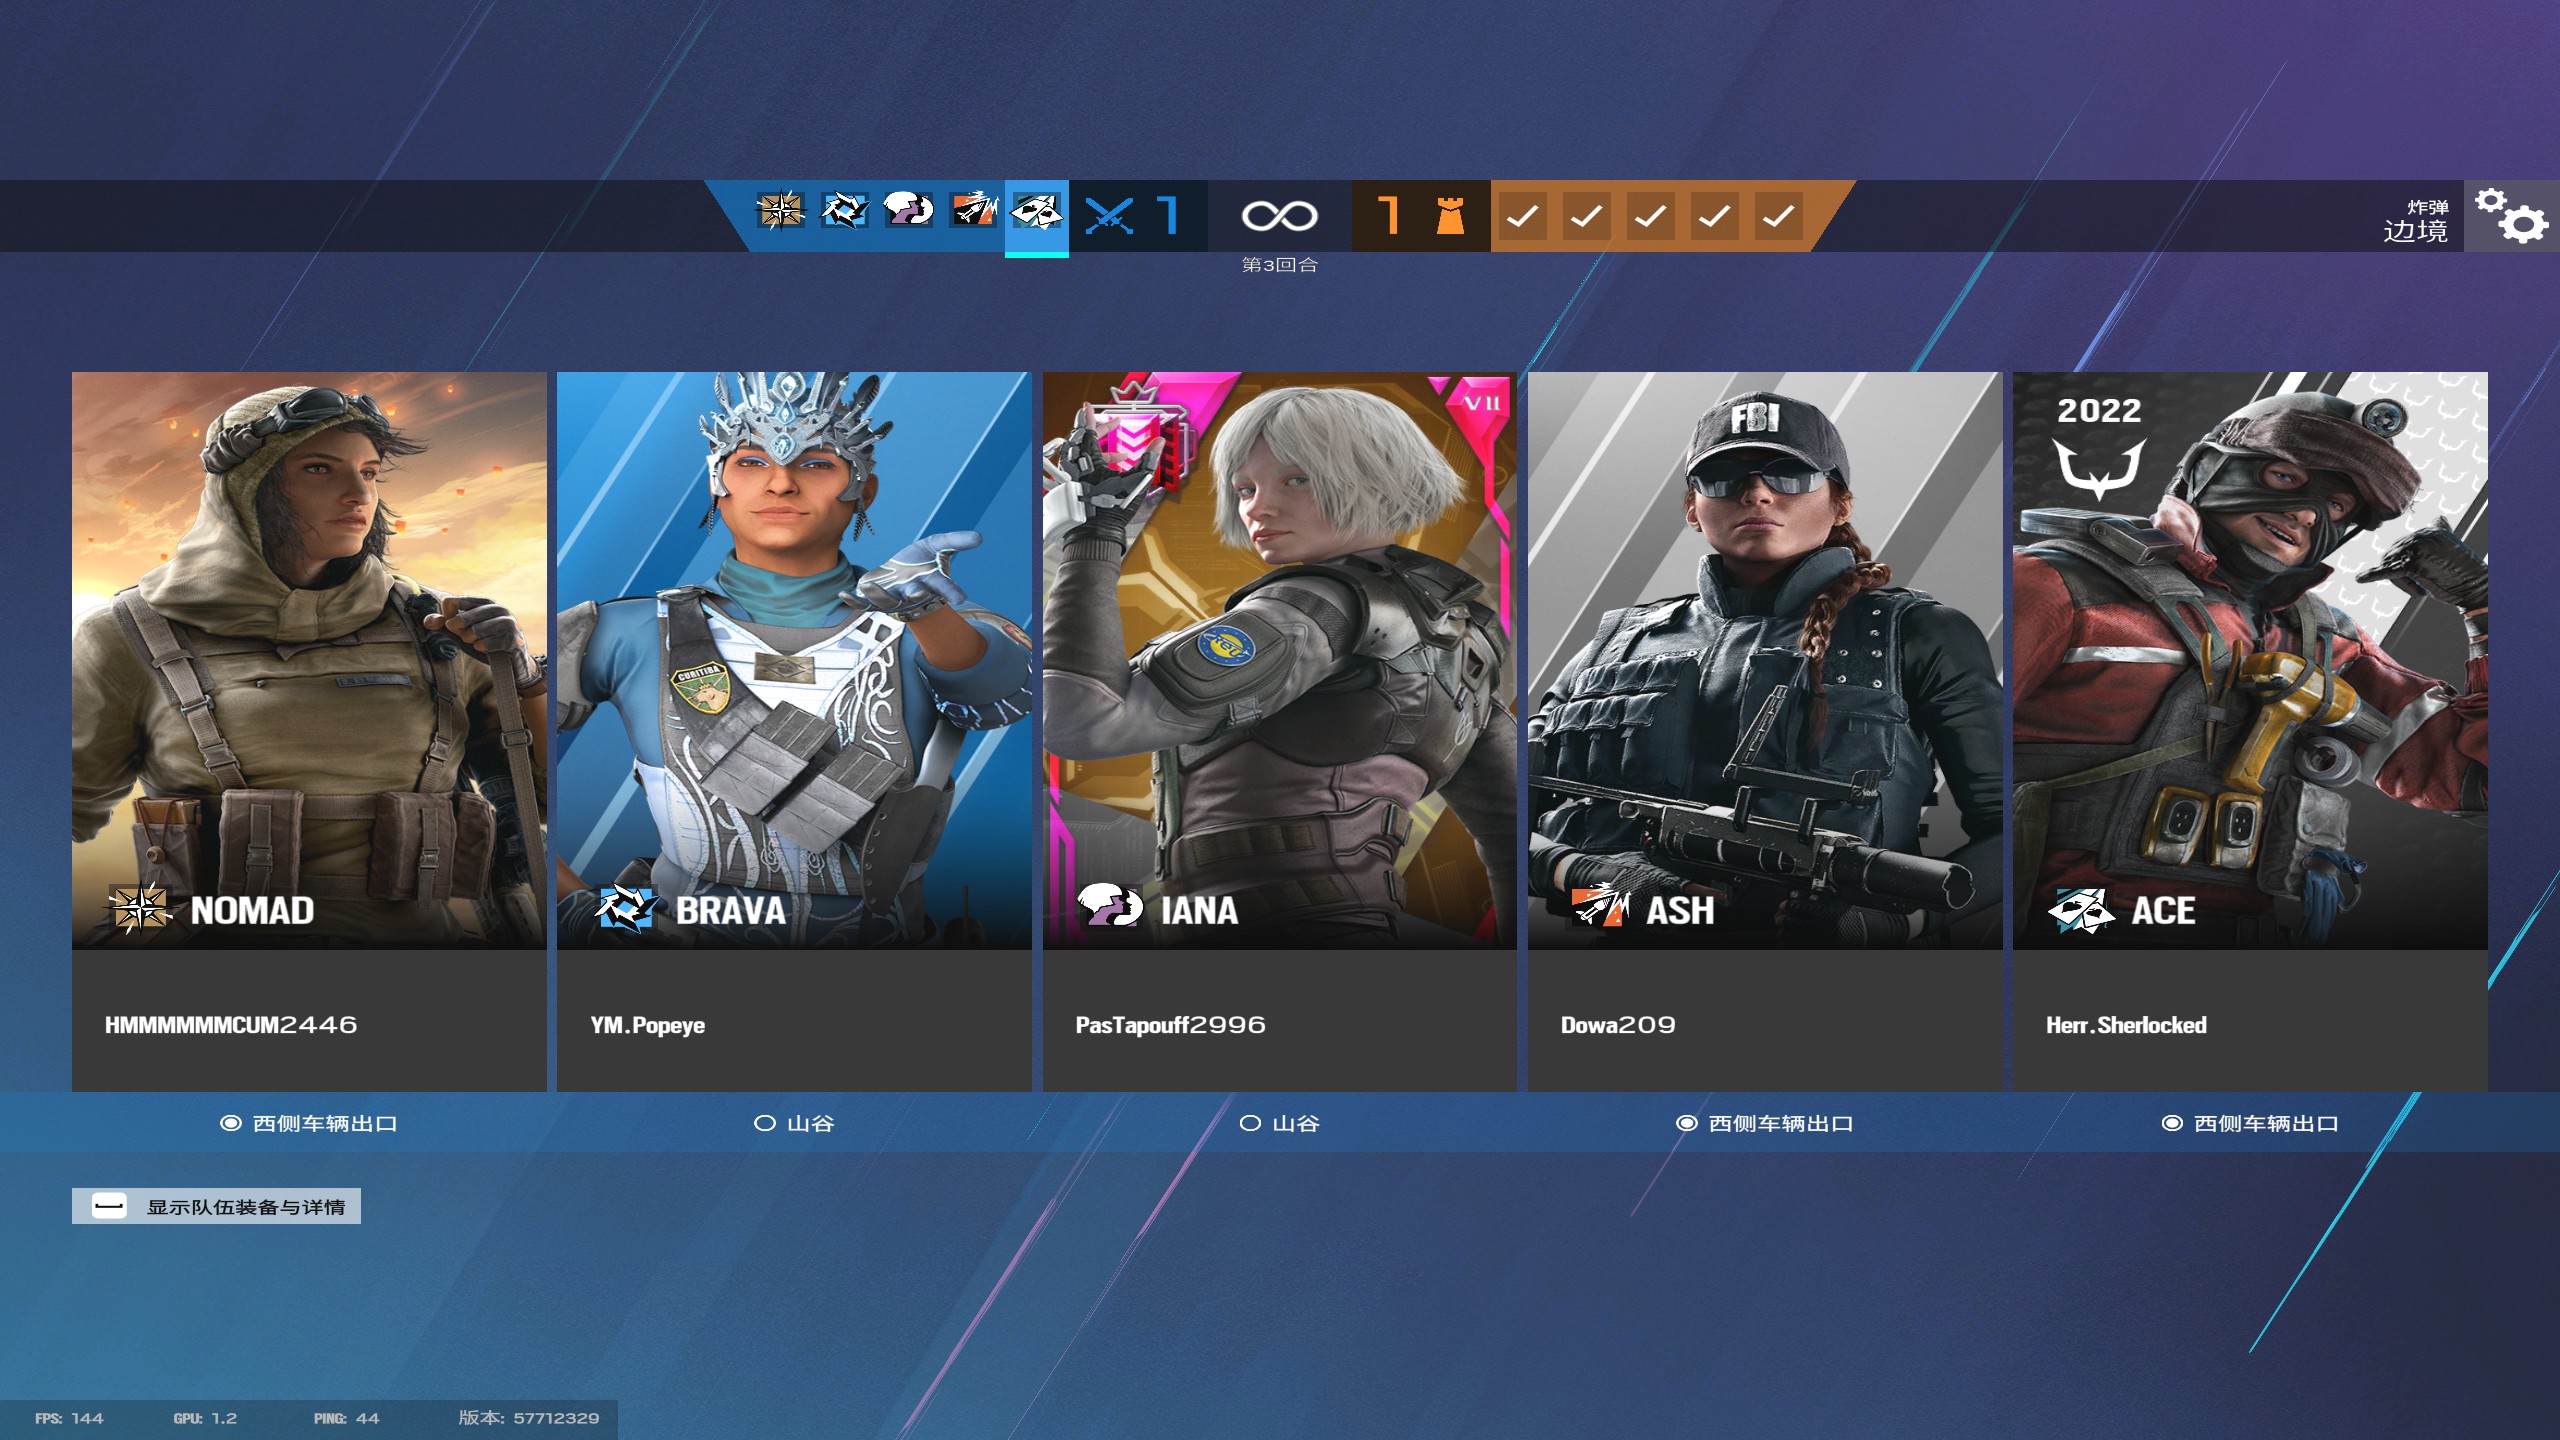 1
1
第3回合
炸弹
边境
VII
FBI
2022
CURITIBA
NOMAD
BRAVA
IANA
ASH
ACE
HMMMMMMCUM2446
YM.Popeye
PasTapouff2996
Dowa209
Herr.Sherlocked
西侧车辆出口
山谷
山谷
西侧车辆出口
西侧车辆出口
显示队伍装备与详情
FPS: 144
GPU: 1.2
PING: 44
版本: 57712329